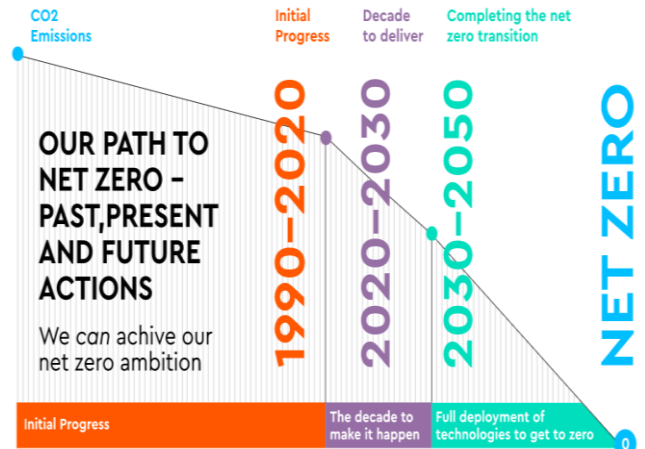 CO2
Emissions
Initial
Progress
Decade
to deliver
Completing the net
zero transition
OUR PATH TO
NET ZERO –
PAST,PRESENT
AND FUTURE
ACTIONS
We can achive our
net zero ambition
1990–2020
2020–2030
2030–2050
NET ZERO
Initial Progress
The decade to
make it happen
Full deployment of
technologies to get to zero
0